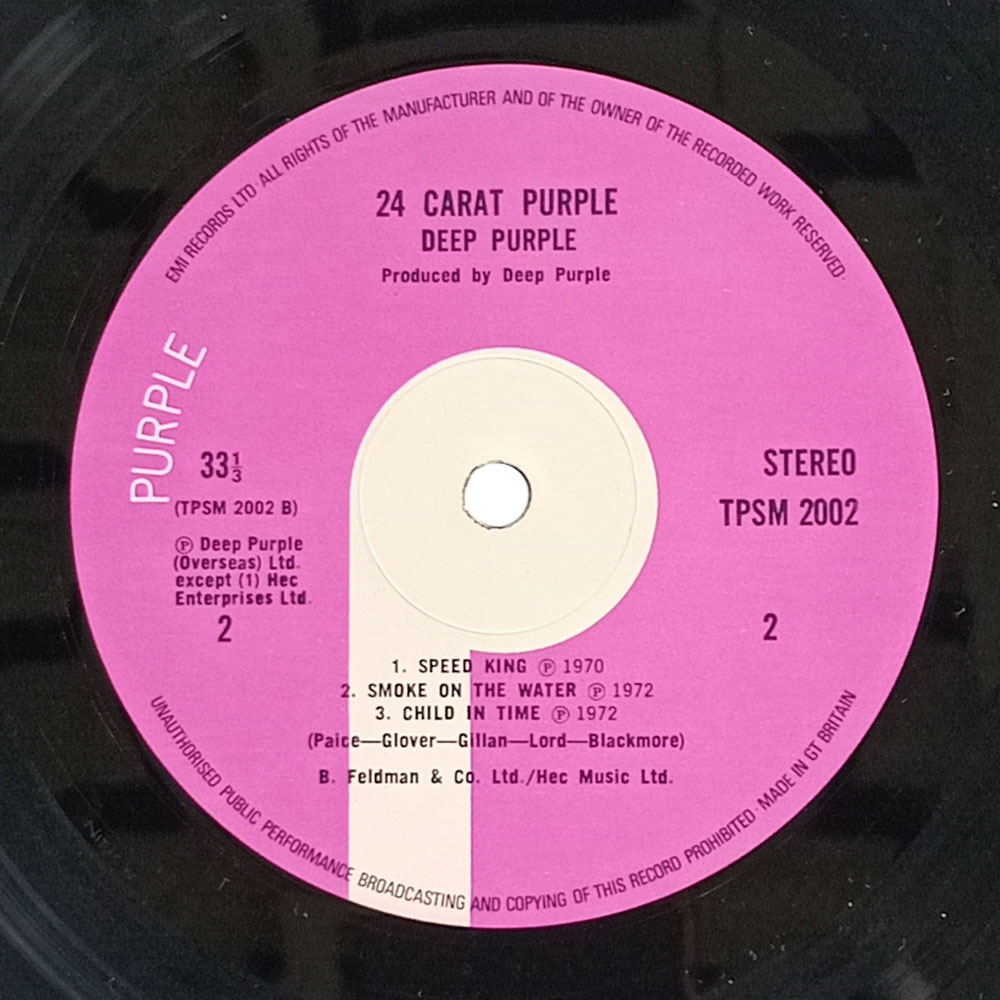 EMI RECORDS LTD· ALL RIGHTS OF THE MANUFACTURER AND OF THE OWNER OF THE RECORDED WORK RESERVED·
24 CARAT PURPLE
DEEP PURPLE
Produced by Deep Purple
PURPLE
33⅓
(TPSM 2002 B)
STEREO
TPSM 2002
Ⓟ Deep Purple
(Overseas) Ltd.
except (1) Hec
Enterprises Ltd.
2
2
1. SPEED KING Ⓟ 1970
2. SMOKE ON THE WATER Ⓟ 1972
3. CHILD IN TIME Ⓟ 1972
(Paice—Glover—Gillan—Lord—Blackmore)
B. Feldman & Co. Ltd./Hec Music Ltd.
UNAUTHORISED PUBLIC PERFORMANCE BROADCASTING AND COPYING OF THIS RECORD PROHIBITED· MADE IN GT BRITAIN